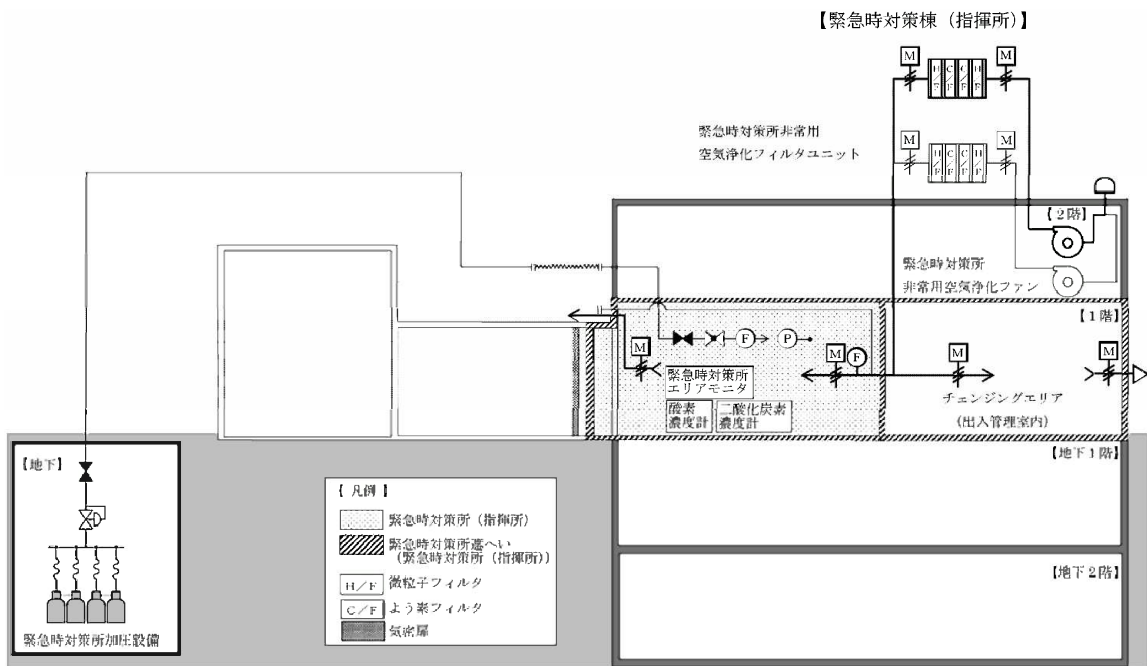 【緊急時対策棟（指揮所）】
M
M
H/F
C/F
C/F
H/F
緊急時対策所非常用
空気浄化フィルタユニット
M
M
H/F
C/F
C/F
H/F
【2階】
緊急時対策所
非常用空気浄化ファン
【1階】
M
F
P
M
F
M
M
緊急時対策所
エリアモニタ
酸素
濃度計
二酸化炭素
濃度計
チェンジングエリア
（出入管理室内）
【地下1階】
【地下2階】
【地下】
緊急時対策所加圧設備
【凡例】
緊急時対策所（指揮所）
緊急時対策所遮へい
（緊急時対策所（指揮所））
H/F
微粒子フィルタ
C/F
よう素フィルタ
気密扉